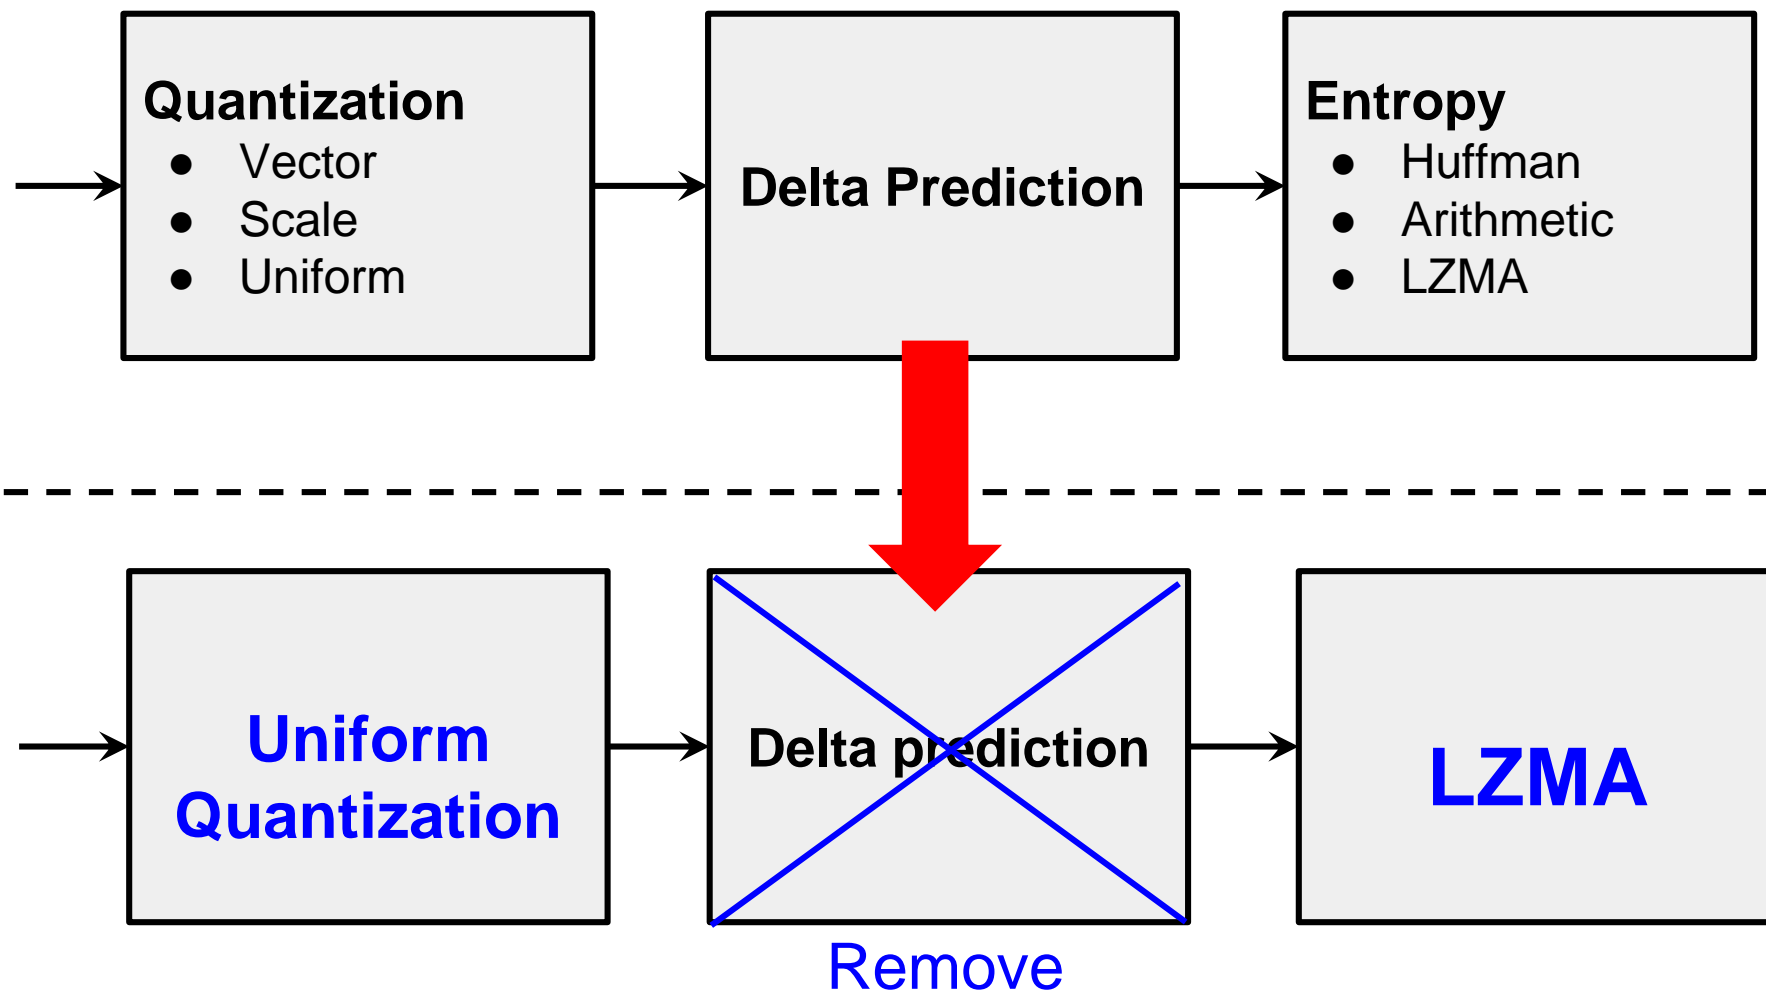 Quantization
● Vector
● Scale
● Uniform
Delta Prediction
Entropy
● Huffman
● Arithmetic
● LZMA
Uniform
Quantization
Delta prediction
LZMA
Remove